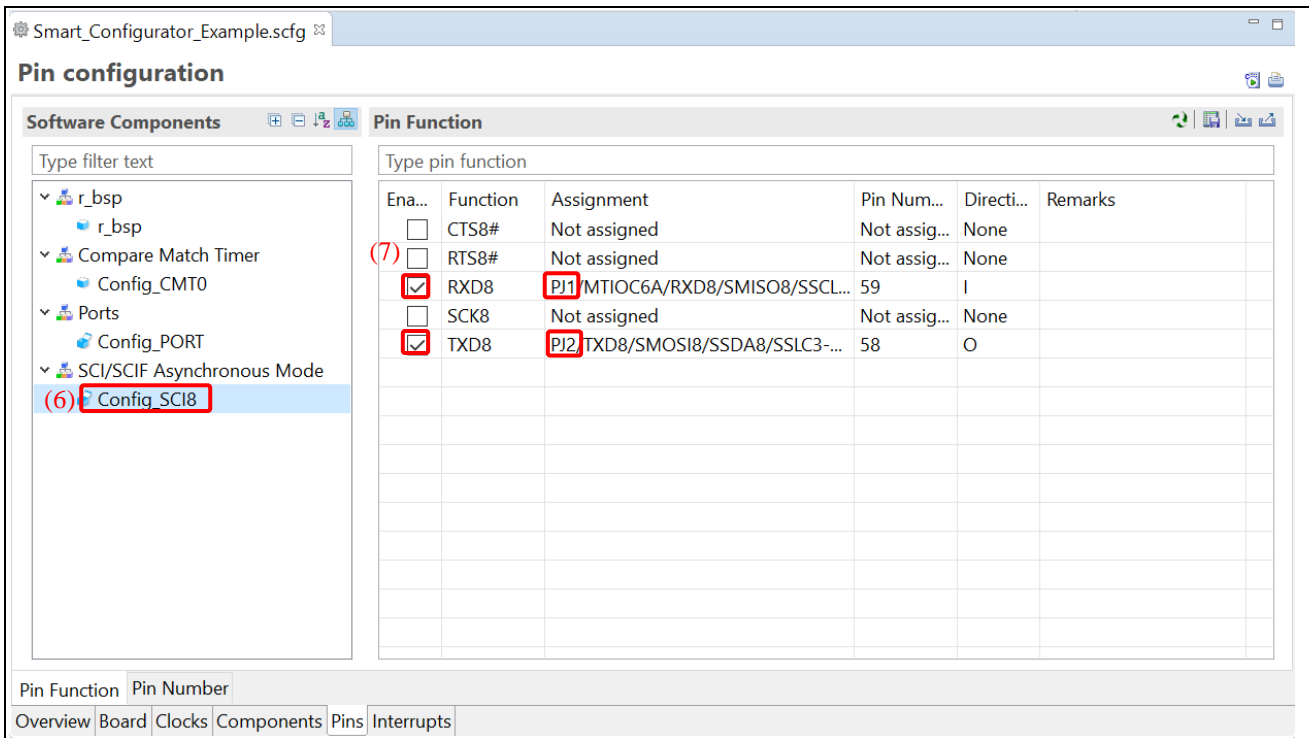 Smart_Configurator_Example.scfg
Pin configuration
Software Components
Type filter text
r_bsp
r_bsp
Compare Match Timer
Config_CMT0
Ports
Config_PORT
SCI/SCIF Asynchronous Mode
(6) Config_SCI8
Pin Function
Type pin function
Ena... Function Assignment Pin Num... Directi... Remarks
CTS8# Not assigned Not assig... None
(7) RTS8# Not assigned Not assig... None
RXD8 PJ1/MTIOC6A/RXD8/SMISO8/SSCL... 59 I
SCK8 Not assigned Not assig... None
TXD8 PJ2/TXD8/SMOSI8/SSDA8/SSLC3-... 58 O
Pin Function Pin Number
Overview Board Clocks Components Pins Interrupts